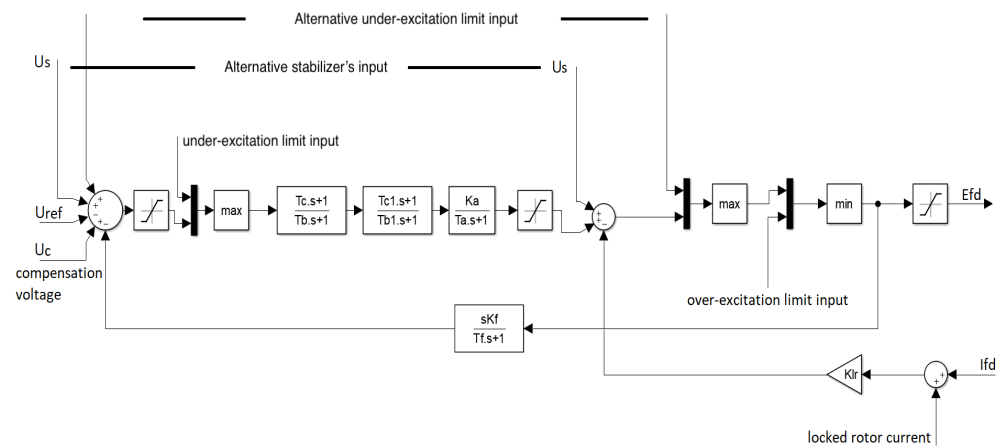 Alternative under-excitation limit input
Us
Alternative stabilizer's input
Us
under-excitation limit input
+
+
−
+
−
Uref
Uc
compensation
voltage
max
Tc.s+1
Tb.s+1
Tc1.s+1
Tb1.s+1
Ka
Ta.s+1
+
+
−
max
min
Efd
over-excitation limit input
sKf
Tf.s+1
Klr
+
+
Ifd
locked rotor current